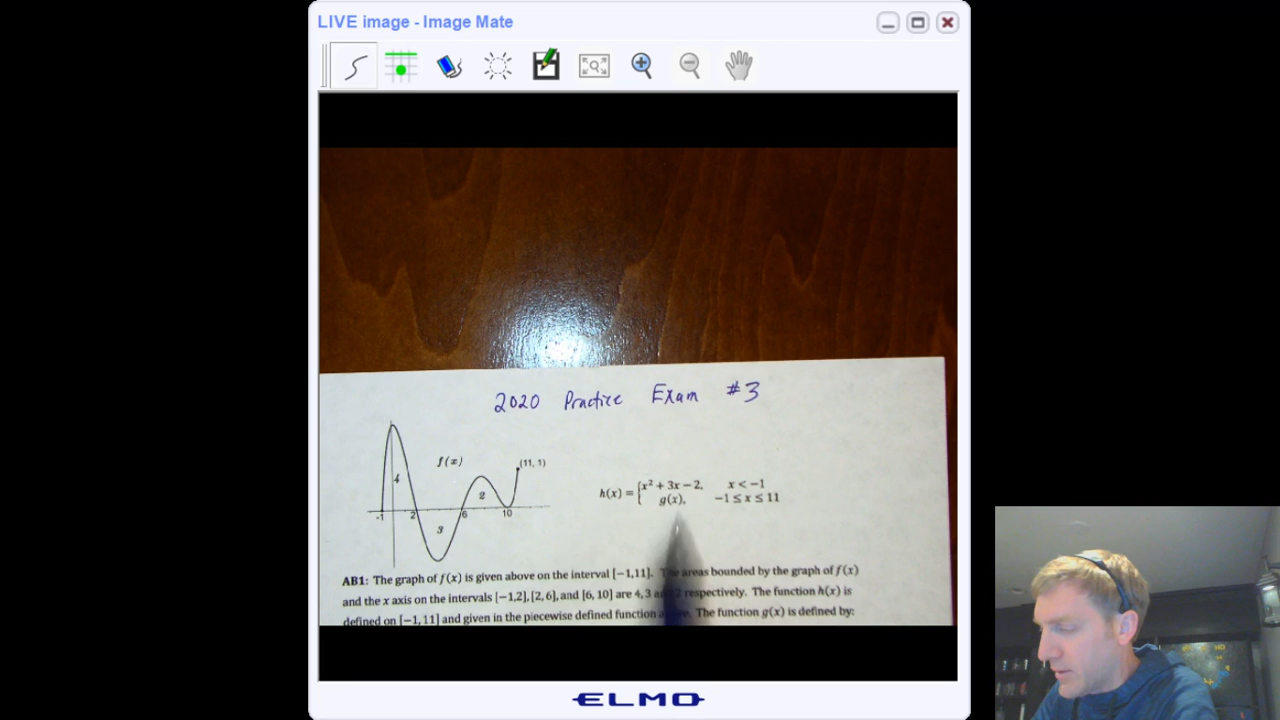 LIVE image - Image Mate
2020 Practice Exam #3
f(x)
(11, 1)
4
2
-1
2
6
10
3
h(x) = { x² + 3x − 2, x < −1
g(x), −1 ≤ x ≤ 11
AB1: The graph of f(x) is given above on the interval [−1,11]. The areas bounded by the graph of f(x)
and the x axis on the intervals [−1,2], [2, 6], and [6, 10] are 4, 3 respectively. The function h(x) is
defined on [−1, 11] and given in the piecewise defined function The function g(x) is defined by:
ELMO